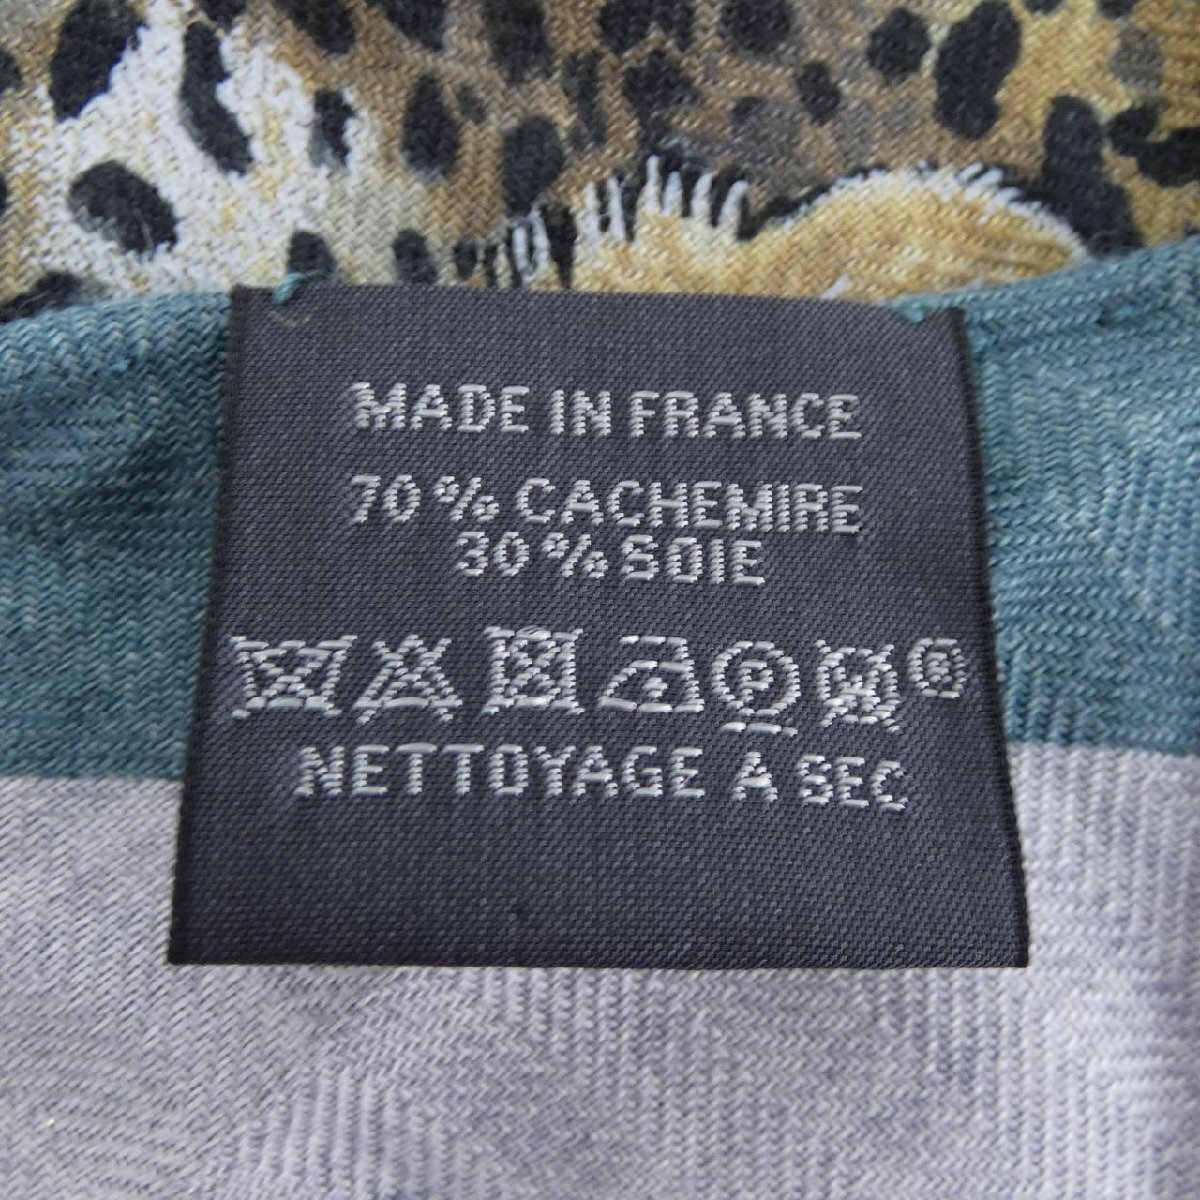 MADE IN FRANCE
70 % CACHEMIRE
30 % SOIE
P W ®
NETTOYAGE A SEC